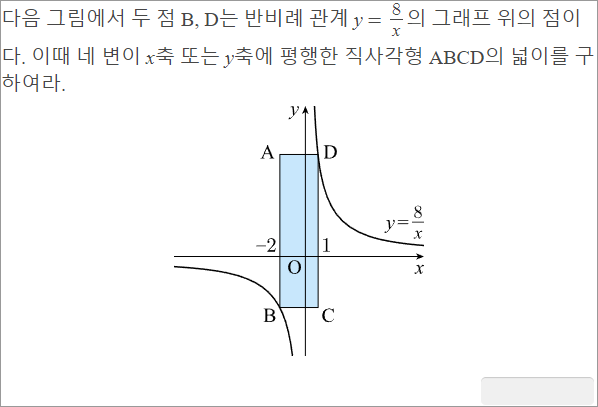 다음 그림에서 두 점 B, D는 반비례 관계 y = 8/x 의 그래프 위의 점이
다. 이때 네 변이 x축 또는 y축에 평행한 직사각형 ABCD의 넓이를 구
하여라.
y
A D
y=8/x
-2 1
O x
B C